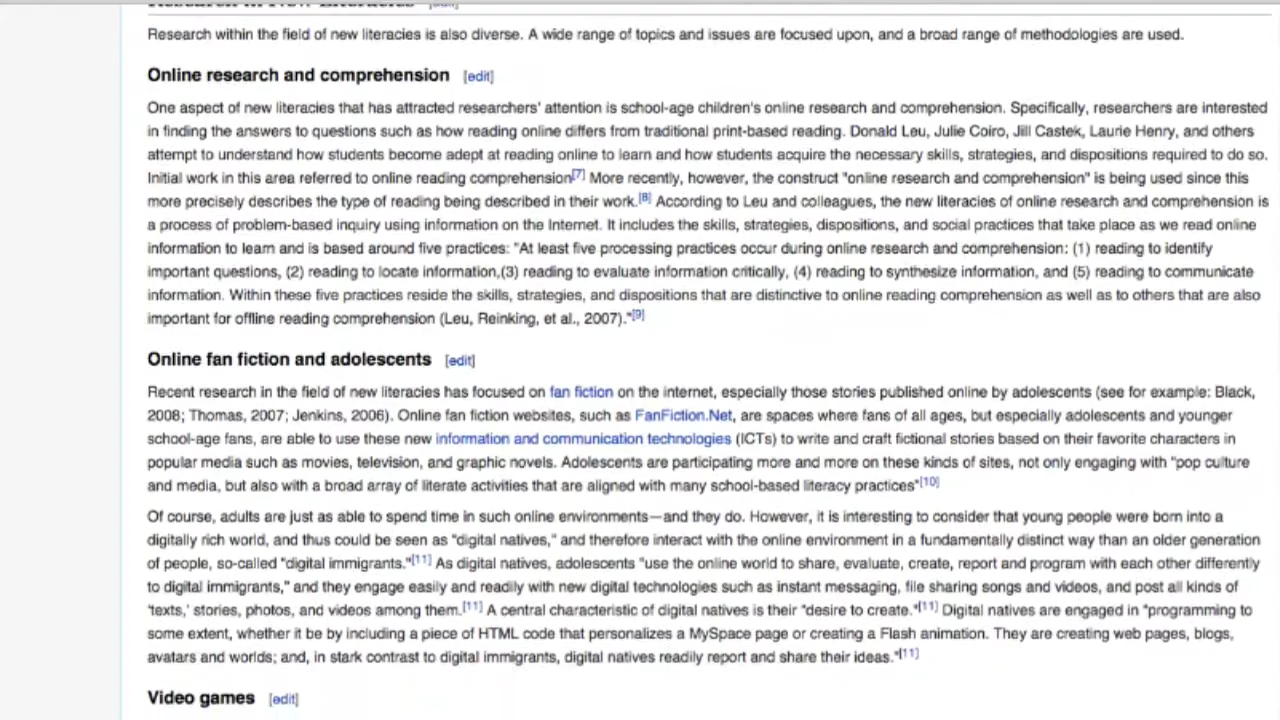 Research in New Literacies [edit]
Research within the field of new literacies is also diverse. A wide range of topics and issues are focused upon, and a broad range of methodologies are used.
Online research and comprehension [edit]
One aspect of new literacies that has attracted researchers' attention is school-age children's online research and comprehension. Specifically, researchers are interested
in finding the answers to questions such as how reading online differs from traditional print-based reading. Donald Leu, Julie Coiro, Jill Castek, Laurie Henry, and others
attempt to understand how students become adept at reading online to learn and how students acquire the necessary skills, strategies, and dispositions required to do so.
Initial work in this area referred to online reading comprehension[7] More recently, however, the construct "online research and comprehension" is being used since this
more precisely describes the type of reading being described in their work.[8] According to Leu and colleagues, the new literacies of online research and comprehension is
a process of problem-based inquiry using information on the Internet. It includes the skills, strategies, dispositions, and social practices that take place as we read online
information to learn and is based around five practices: "At least five processing practices occur during online research and comprehension: (1) reading to identify
important questions, (2) reading to locate information,(3) reading to evaluate information critically, (4) reading to synthesize information, and (5) reading to communicate
information. Within these five practices reside the skills, strategies, and dispositions that are distinctive to online reading comprehension as well as to others that are also
important for offline reading comprehension (Leu, Reinking, et al., 2007)."[9]
Online fan fiction and adolescents [edit]
Recent research in the field of new literacies has focused on fan fiction on the internet, especially those stories published online by adolescents (see for example: Black,
2008; Thomas, 2007; Jenkins, 2006). Online fan fiction websites, such as FanFiction.Net, are spaces where fans of all ages, but especially adolescents and younger
school-age fans, are able to use these new information and communication technologies (ICTs) to write and craft fictional stories based on their favorite characters in
popular media such as movies, television, and graphic novels. Adolescents are participating more and more on these kinds of sites, not only engaging with "pop culture
and media, but also with a broad array of literate activities that are aligned with many school-based literacy practices"[10]
Of course, adults are just as able to spend time in such online environments—and they do. However, it is interesting to consider that young people were born into a
digitally rich world, and thus could be seen as "digital natives," and therefore interact with the online environment in a fundamentally distinct way than an older generation
of people, so-called "digital immigrants."[11] As digital natives, adolescents "use the online world to share, evaluate, create, report and program with each other differently
to digital immigrants," and they engage easily and readily with new digital technologies such as instant messaging, file sharing songs and videos, and post all kinds of
'texts,' stories, photos, and videos among them.[11] A central characteristic of digital natives is their "desire to create."[11] Digital natives are engaged in "programming to
some extent, whether it be by including a piece of HTML code that personalizes a MySpace page or creating a Flash animation. They are creating web pages, blogs,
avatars and worlds; and, in stark contrast to digital immigrants, digital natives readily report and share their ideas."[11]
Video games [edit]